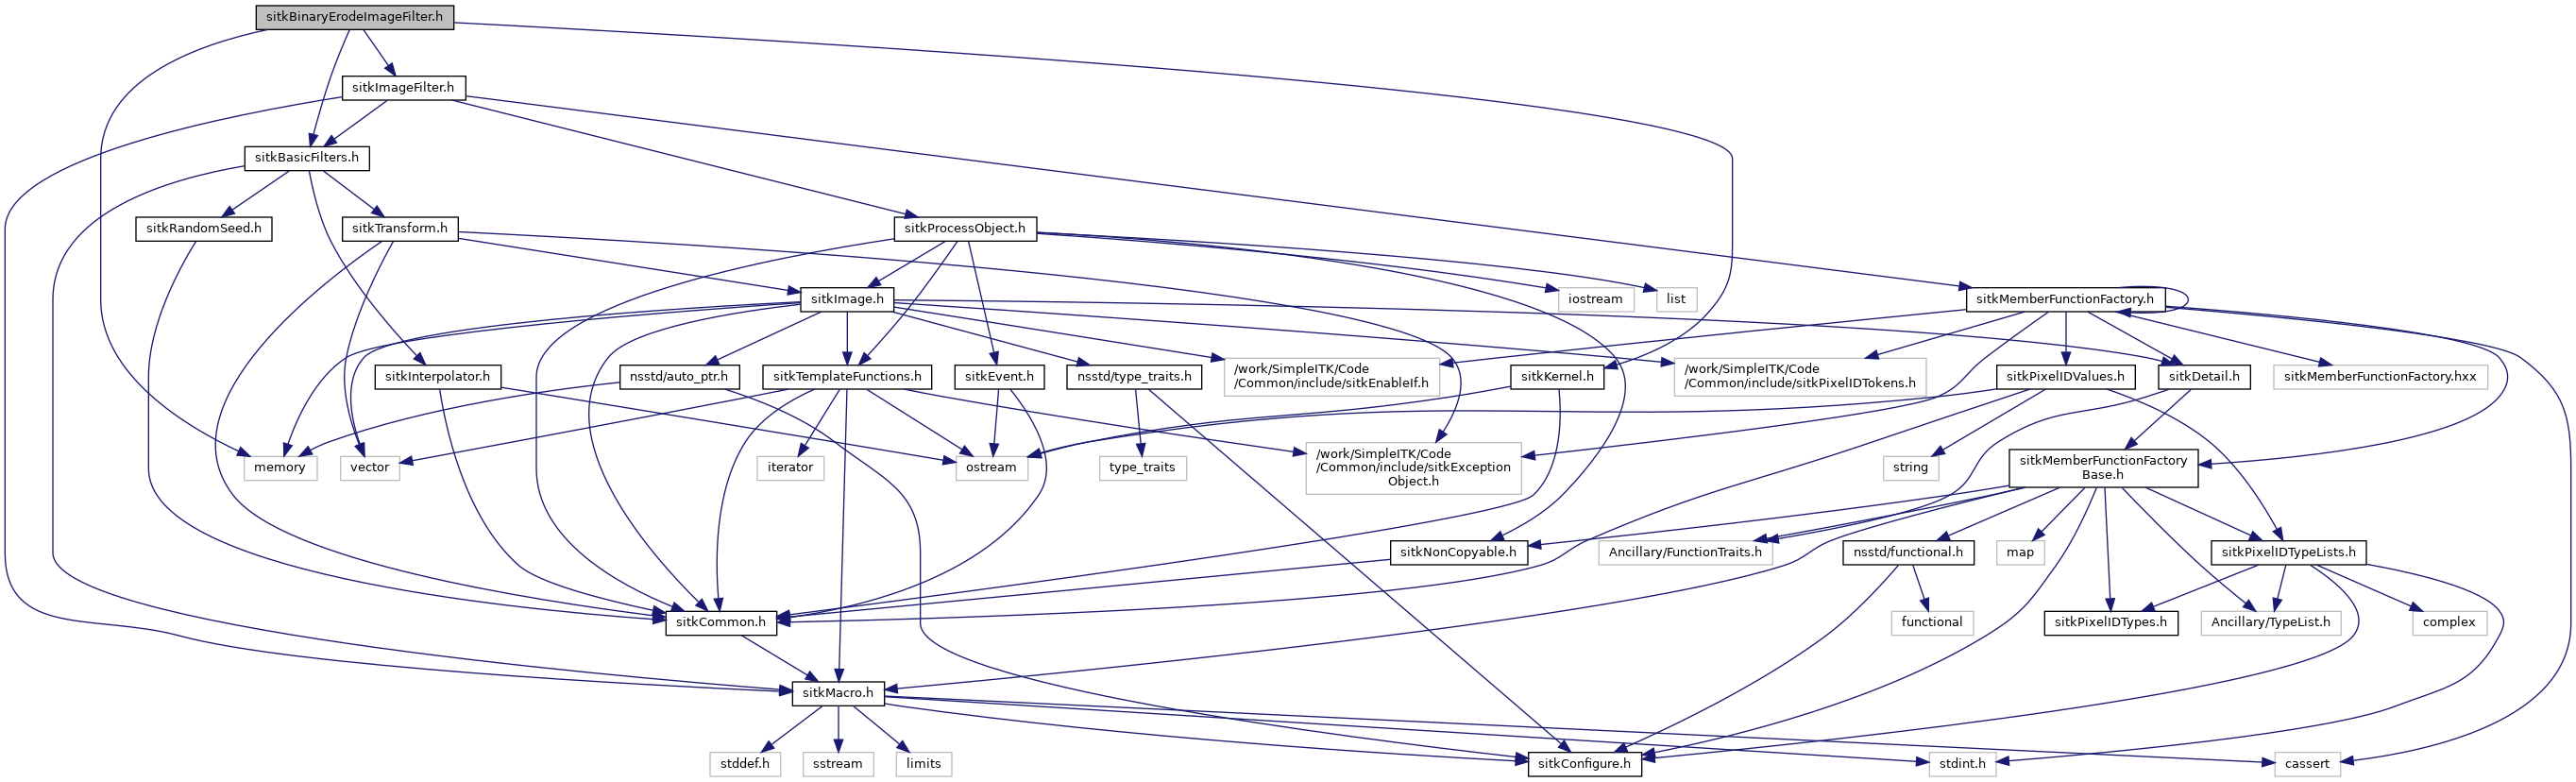 sitkBinaryErodeImageFilter.h
sitkImageFilter.h
sitkBasicFilters.h
sitkRandomSeed.h
sitkTransform.h
sitkProcessObject.h
sitkImage.h
iostream
list
sitkMemberFunctionFactory.h
sitkInterpolator.h
nsstd/auto_ptr.h
sitkTemplateFunctions.h
sitkEvent.h
nsstd/type_traits.h
/work/SimpleITK/Code
/Common/include/sitkEnableIf.h
sitkKernel.h
/work/SimpleITK/Code
/Common/include/sitkPixelIDTokens.h
sitkPixelIDValues.h
sitkDetail.h
sitkMemberFunctionFactory.hxx
memory
vector
iterator
ostream
type_traits
/work/SimpleITK/Code
/Common/include/sitkException
Object.h
string
sitkMemberFunctionFactory
Base.h
sitkNonCopyable.h
Ancillary/FunctionTraits.h
nsstd/functional.h
map
sitkPixelIDTypeLists.h
sitkCommon.h
functional
sitkPixelIDTypes.h
Ancillary/TypeList.h
complex
sitkMacro.h
stddef.h
sstream
limits
sitkConfigure.h
stdint.h
cassert